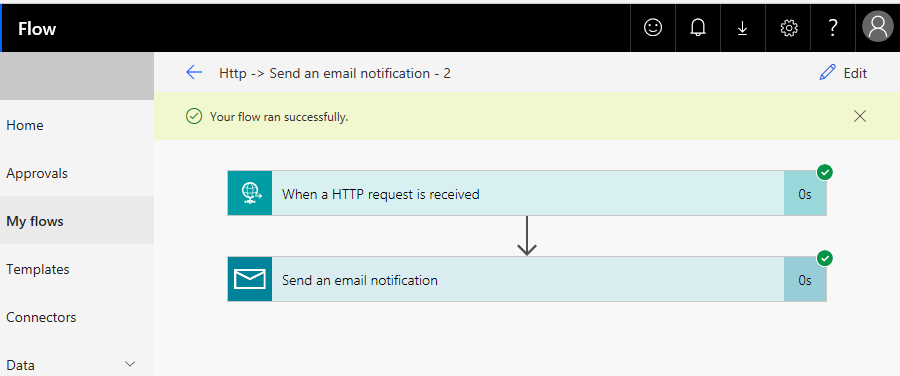 Flow
?
Http -> Send an email notification - 2
Edit
Your flow ran successfully.
Home
Approvals
My flows
Templates
Connectors
Data
When a HTTP request is received
0s
Send an email notification
0s